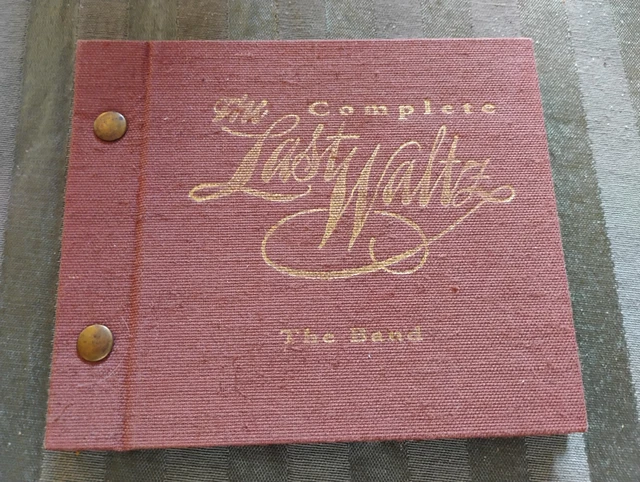 The Complete
Last Waltz
The Band